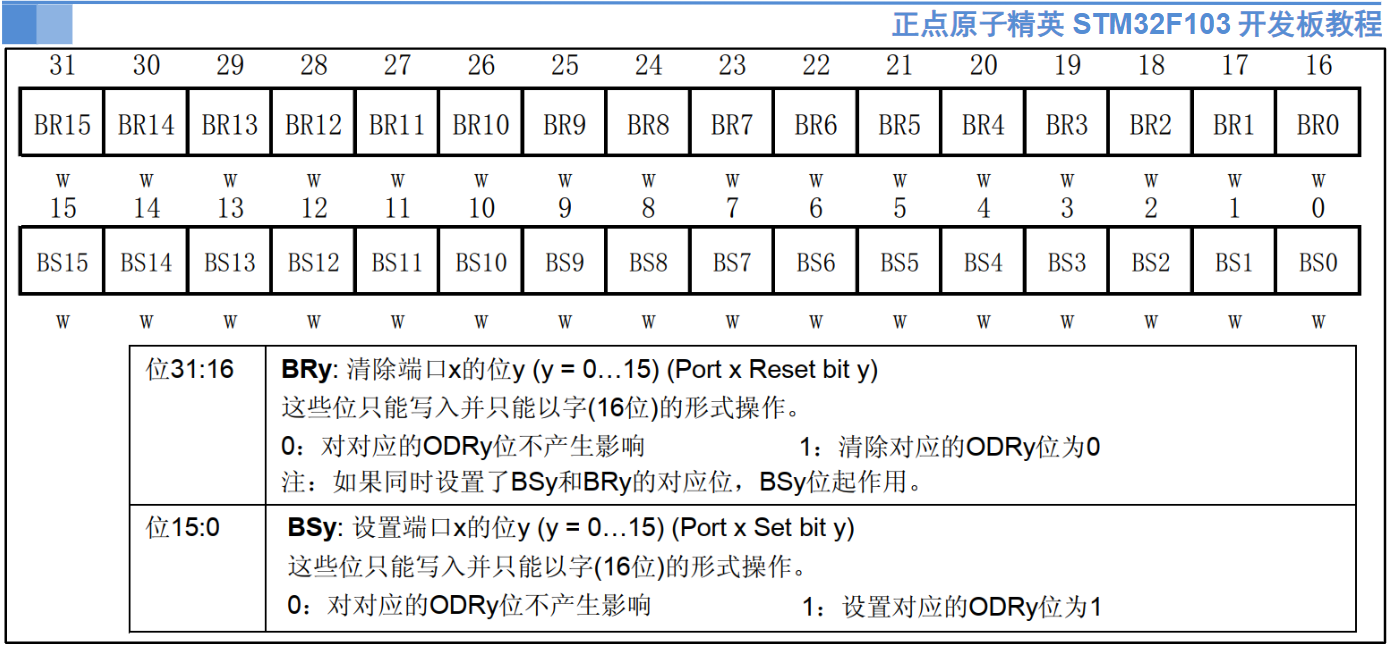 正点原子精英 STM32F103 开发板教程
31 30 29 28 27 26 25 24 23 22 21 20 19 18 17 16
BR15 BR14 BR13 BR12 BR11 BR10 BR9 BR8 BR7 BR6 BR5 BR4 BR3 BR2 BR1 BR0
w w w w w w w w w w w w w w w w
15 14 13 12 11 10 9 8 7 6 5 4 3 2 1 0
BS15 BS14 BS13 BS12 BS11 BS10 BS9 BS8 BS7 BS6 BS5 BS4 BS3 BS2 BS1 BS0
w w w w w w w w w w w w w w w w
位31:16 BRy: 清除端口x的位y (y = 0…15) (Port x Reset bit y)
这些位只能写入并只能以字(16位)的形式操作。
0：对对应的ODRy位不产生影响 1：清除对应的ODRy位为0
注：如果同时设置了BSy和BRy的对应位，BSy位起作用。
位15:0 BSy: 设置端口x的位y (y = 0…15) (Port x Set bit y)
这些位只能写入并只能以字(16位)的形式操作。
0：对对应的ODRy位不产生影响 1：设置对应的ODRy位为1